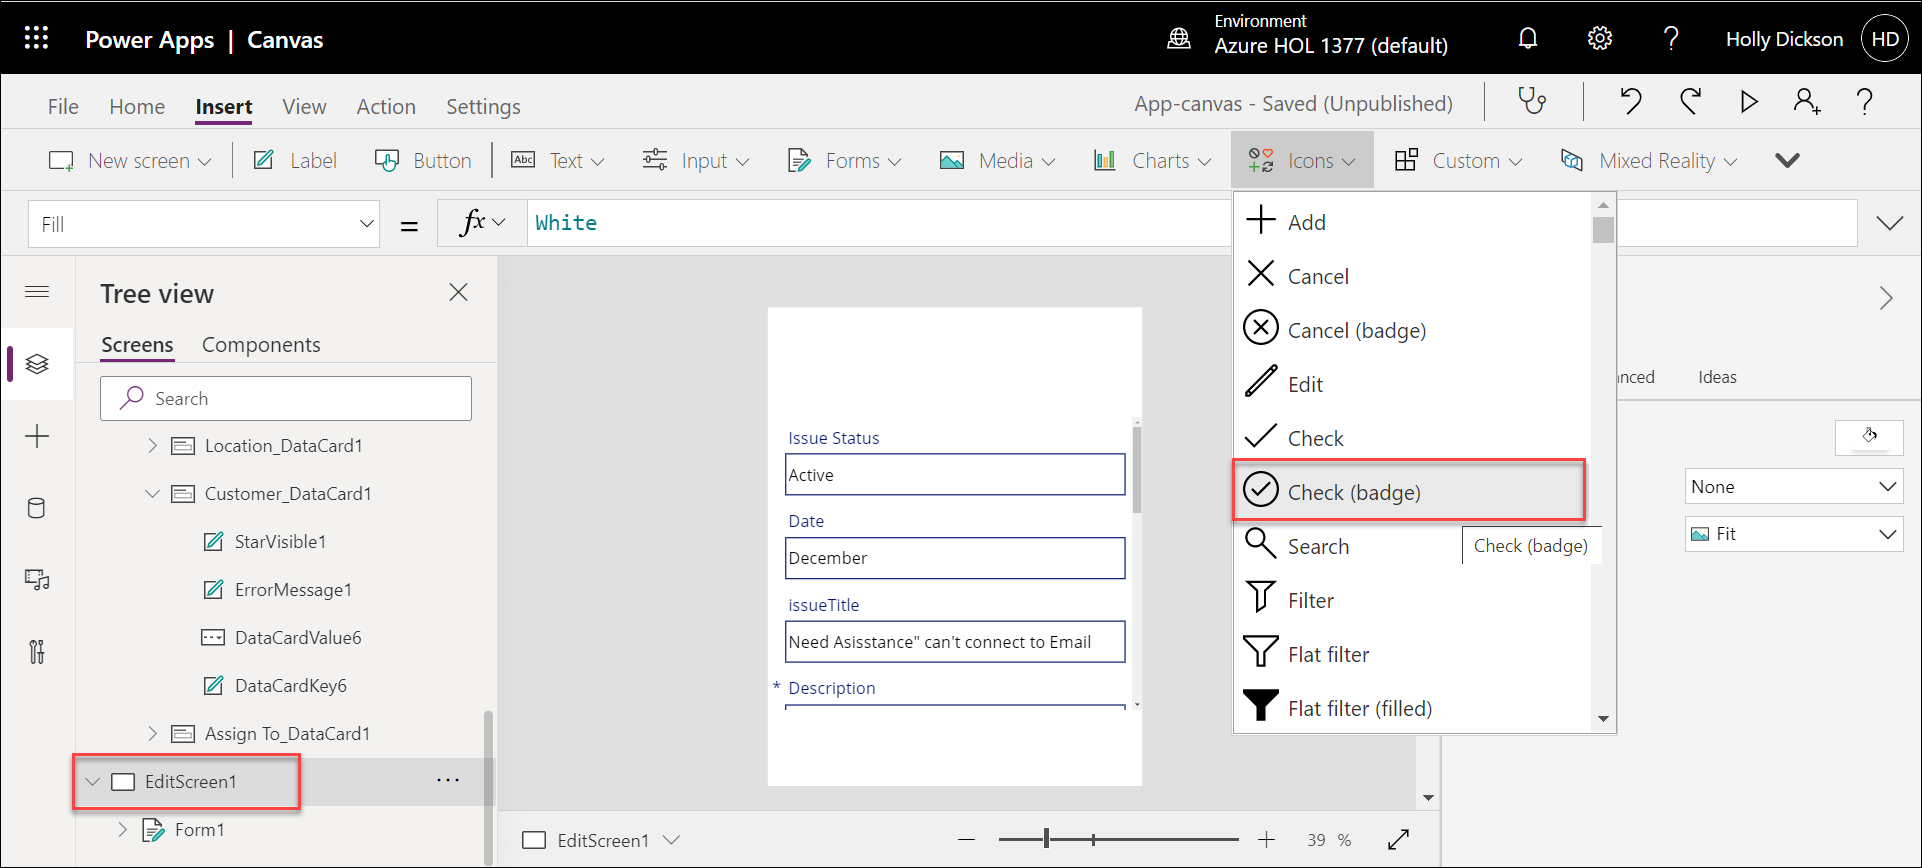 Power Apps | Canvas
Environment
Azure HOL 1377 (default)
?
Holly Dickson
HD
File Home Insert View Action Settings
App-canvas - Saved (Unpublished)
?
New screen Label Button Abc Text Input Forms Media Charts Icons Custom Mixed Reality
Fill = fx White
Tree view
Screens Components
Search
Location_DataCard1
Customer_DataCard1
StarVisible1
ErrorMessage1
DataCardValue6
DataCardKey6
Assign To_DataCard1
EditScreen1 ...
Form1
Issue Status
Active
Date
December
issueTitle
Need Asisstance" can't connect to Email
* Description
Add
Cancel
Cancel (badge)
Edit
Check
Check (badge)
Search
Check (badge)
Filter
Flat filter
Flat filter (filled)
nced Ideas
None
Fit
EditScreen1
39 %